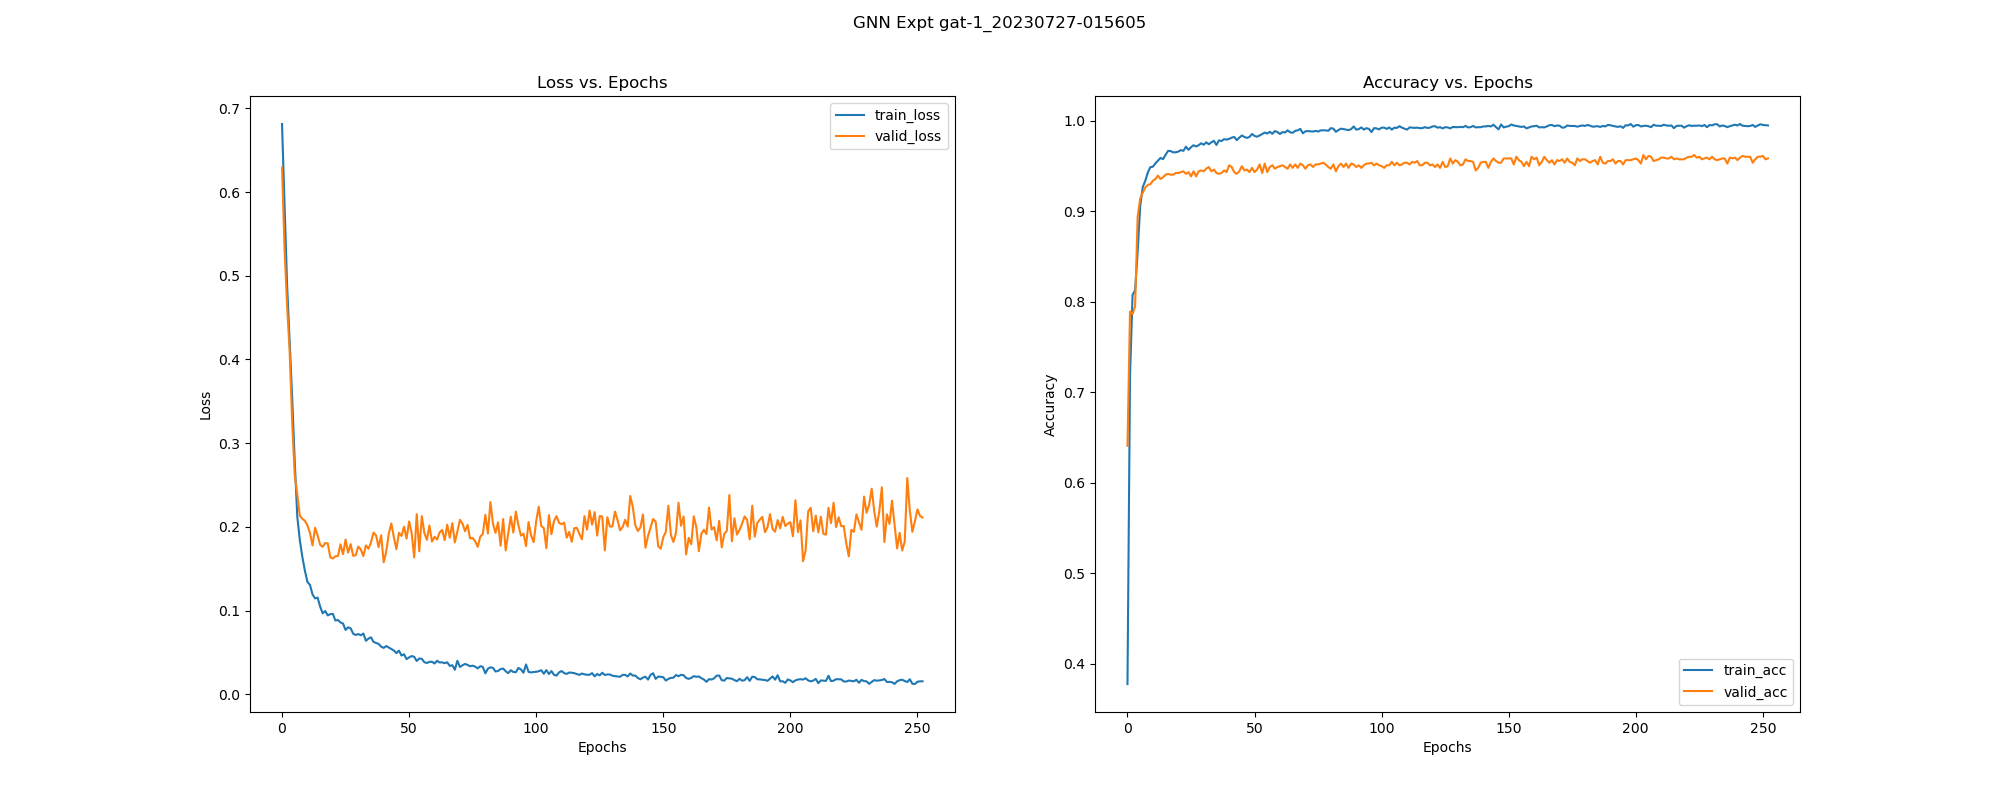 GNN Expt gat-1_20230727-015605
Loss vs. Epochs
0.7
0.6
0.5
0.4
0.3
0.2
0.1
0.0
Loss
train_loss
valid_loss
0 50 100 150 200 250
Epochs
Accuracy vs. Epochs
1.0
0.9
0.8
0.7
0.6
0.5
0.4
Accuracy
train_acc
valid_acc
0 50 100 150 200 250
Epochs